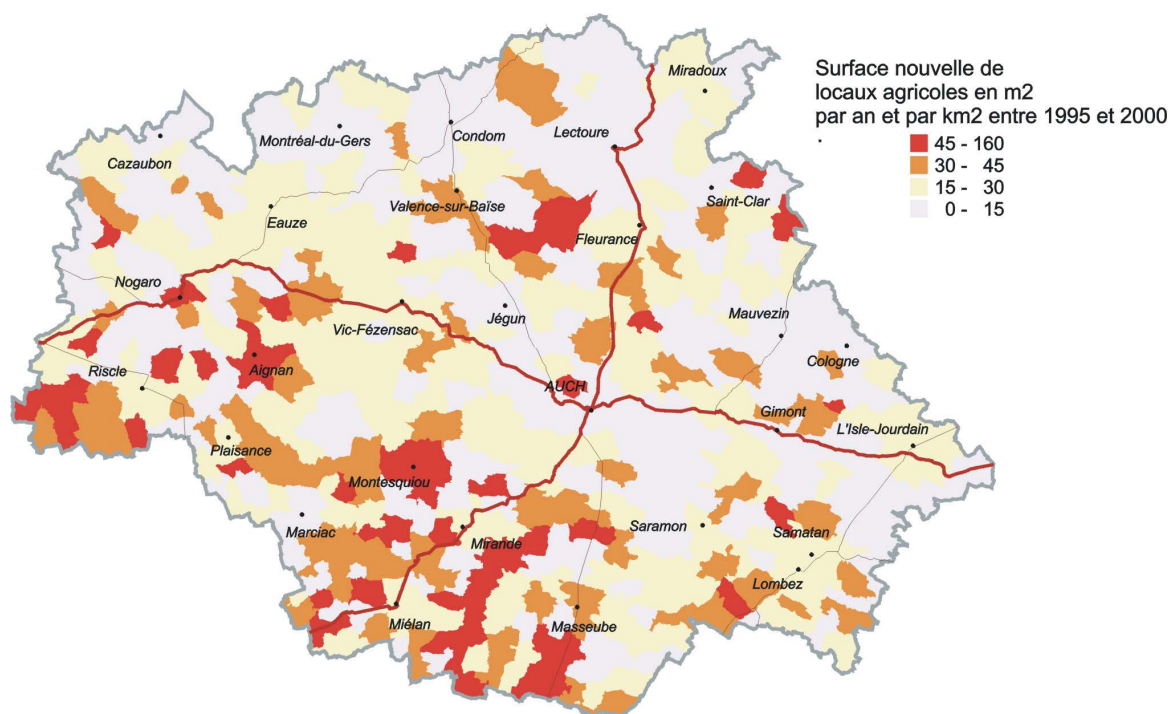 Surface nouvelle de
locaux agricoles en m2
par an et par km2 entre 1995 et 2000
45 - 160
30 - 45
15 - 30
0 - 15
Miradoux
Condom
Lectoure
Montréal-du-Gers
Cazaubon
Saint-Clar
Valence-sur-Baïse
Eauze
Fleurance
Nogaro
Jégun
Mauvezin
Vic-Fézensac
Cologne
Riscle
Aignan
AUCH
Gimont
L'Isle-Jourdain
Plaisance
Montesquiou
Marciac
Mirande
Saramon
Samatan
Lombez
Miélan
Masseube